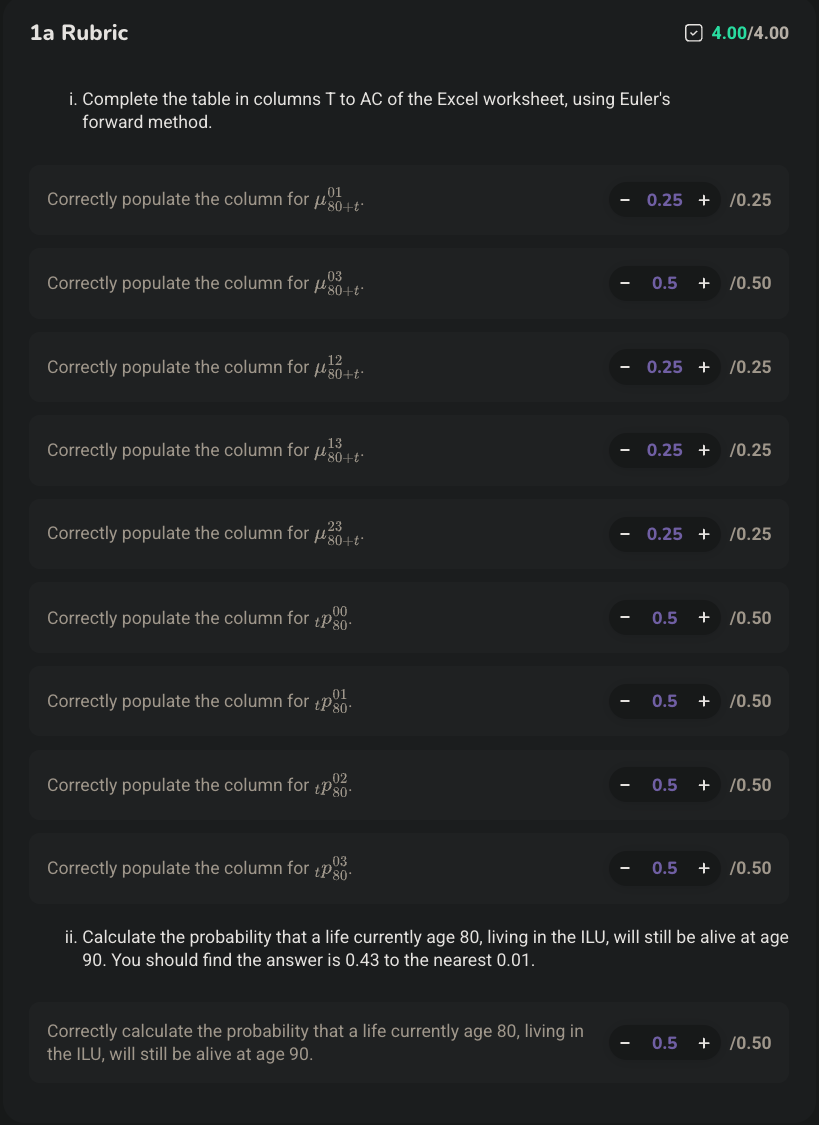 1a Rubric
4.00/4.00
i. Complete the table in columns T to AC of the Excel worksheet, using Euler's
forward method.
Correctly populate the column for $\mu_{80+t}^{01}$. − 0.25 + /0.25
Correctly populate the column for $\mu_{80+t}^{03}$. − 0.5 + /0.50
Correctly populate the column for $\mu_{80+t}^{12}$. − 0.25 + /0.25
Correctly populate the column for $\mu_{80+t}^{13}$. − 0.25 + /0.25
Correctly populate the column for $\mu_{80+t}^{23}$. − 0.25 + /0.25
Correctly populate the column for ${}_{t}p_{80}^{00}$. − 0.5 + /0.50
Correctly populate the column for ${}_{t}p_{80}^{01}$. − 0.5 + /0.50
Correctly populate the column for ${}_{t}p_{80}^{02}$. − 0.5 + /0.50
Correctly populate the column for ${}_{t}p_{80}^{03}$. − 0.5 + /0.50
ii. Calculate the probability that a life currently age 80, living in the ILU, will still be alive at age
90. You should find the answer is 0.43 to the nearest 0.01.
Correctly calculate the probability that a life currently age 80, living in
the ILU, will still be alive at age 90.
− 0.5 + /0.50